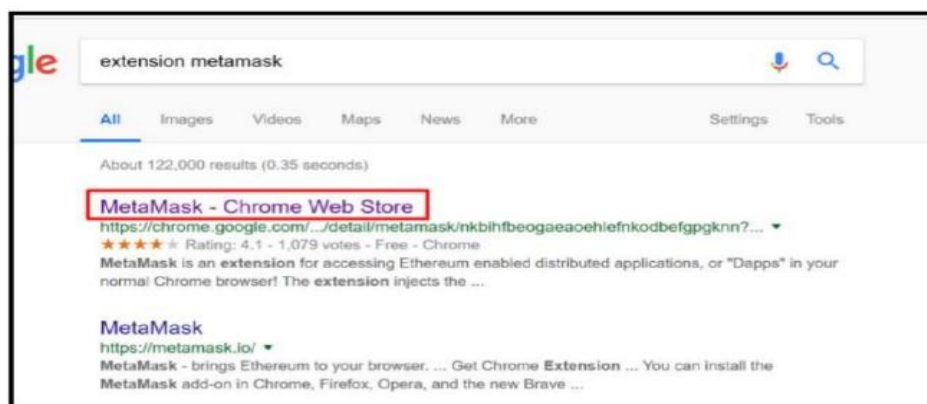 gle
extension metamask
All Images Videos Maps News More Settings Tools
About 122,000 results (0.35 seconds)
MetaMask - Chrome Web Store
https://chrome.google.com/.../detail/metamask/nkbihfbeogaeaoehlefnkodbefgpgknn?...
Rating: 4.1 - 1,079 votes - Free - Chrome
MetaMask is an extension for accessing Ethereum enabled distributed applications, or "Dapps" in your
normal Chrome browser! The extension injects the ...
MetaMask
https://metamask.io/
MetaMask - brings Ethereum to your browser. ... Get Chrome Extension ... You can install the
MetaMask add-on in Chrome, Firefox, Opera, and the new Brave ...